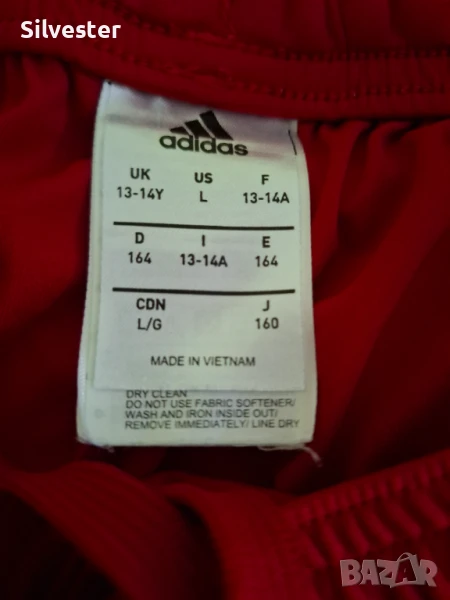 Silvester
adidas
UK US F
13-14Y L 13-14A
D I E
164 13-14A 164
CDN J
L/G 160
MADE IN VIETNAM
DRY CLEAN
DO NOT USE FABRIC SOFTENER/
WASH AND IRON INSIDE OUT/
REMOVE IMMEDIATELY/ LINE DRY
BAZAR